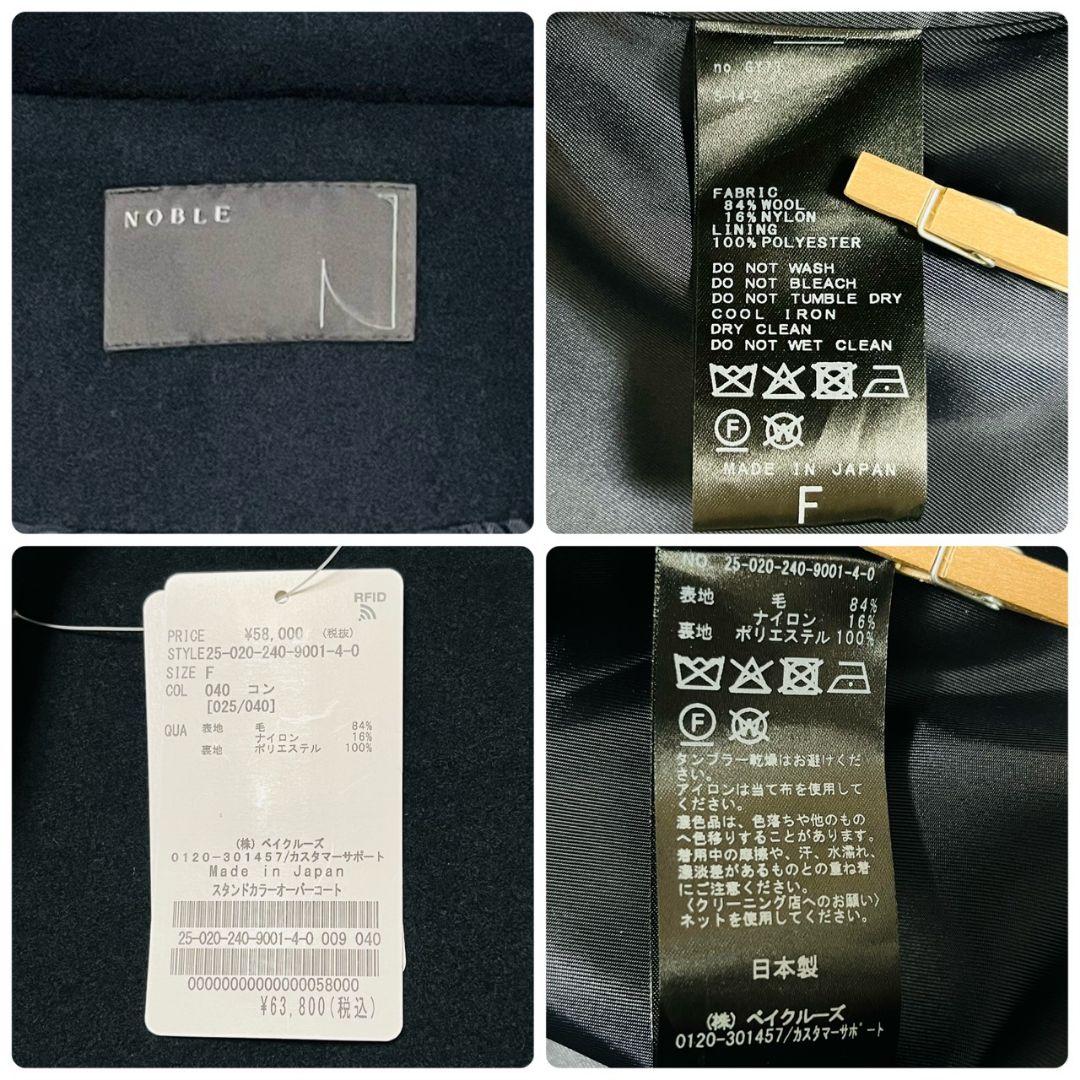 NOBLE
FABRIC
84% WOOL
16% NYLON
LINING
100% POLYESTER
DO NOT WASH
DO NOT BLEACH
DO NOT TUMBLE DRY
COOL IRON
DRY CLEAN
DO NOT WET CLEAN
F W
MADE IN JAPAN
F
RFID
PRICE ¥58,000 (税抜)
STYLE25-020-240-9001-4-0
SIZE F
COL 040 コン
[025/040]
QUA 表地 毛 84%
ナイロン 16%
裏地 ポリエステル 100%
(株) ベイクルーズ
0120-301457/カスタマーサポート
Made in Japan
スタンドカラーオーバーコート
25-020-240-9001-4-0 009 040
¥63,800(税込)
NO. 25-020-240-9001-4-0
表地 毛 84%
ナイロン 16%
裏地 ポリエステル 100%
F W
タンブラー乾燥はお避けくだ
さい。
アイロンは当て布を使用して
ください。
濃色品は、色落ちや他のもの
へ色移りすることがあります。
着用中の摩擦や、汗、水濡れ、
濃淡差があるものとの重ね着
にご注意ください。
〈クリーニング店へのお願い〉
ネットを使用してください。
日本製
(株) ベイクルーズ
0120-301457/カスタマーサポート